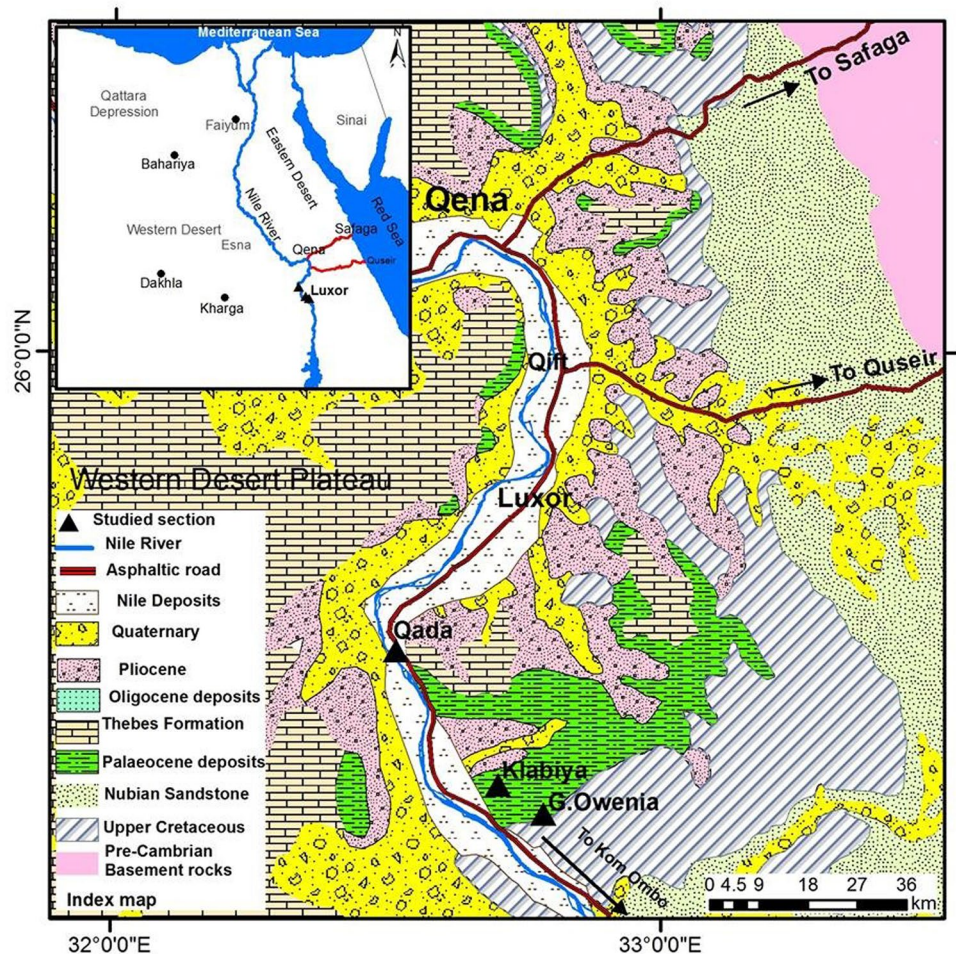 Mediterranean Sea
N
Qattara
Depression
Faiyum
Sinai
Bahariya
Eastern Desert
Nile River
Red Sea
Western Desert
Esna
Safaga
Qena
Quseir
Dakhla
Luxor
Kharga
To Safaga
Qena
26°0'0"N
Qift
To Quseir
Western Desert Plateau
Luxor
Studied section
Nile River
Asphaltic road
Nile Deposits
Quaternary
Qada
Pliocene
Oligocene deposits
Thebes Formation
Palaeocene deposits
Klabiya
G.Owenia
Nubian Sandstone
Upper Cretaceous
To Kom Ombo
Pre-Cambrian
Basement rocks
Index map
0 4.5 9 18 27 36
km
32°0'0"E
33°0'0"E